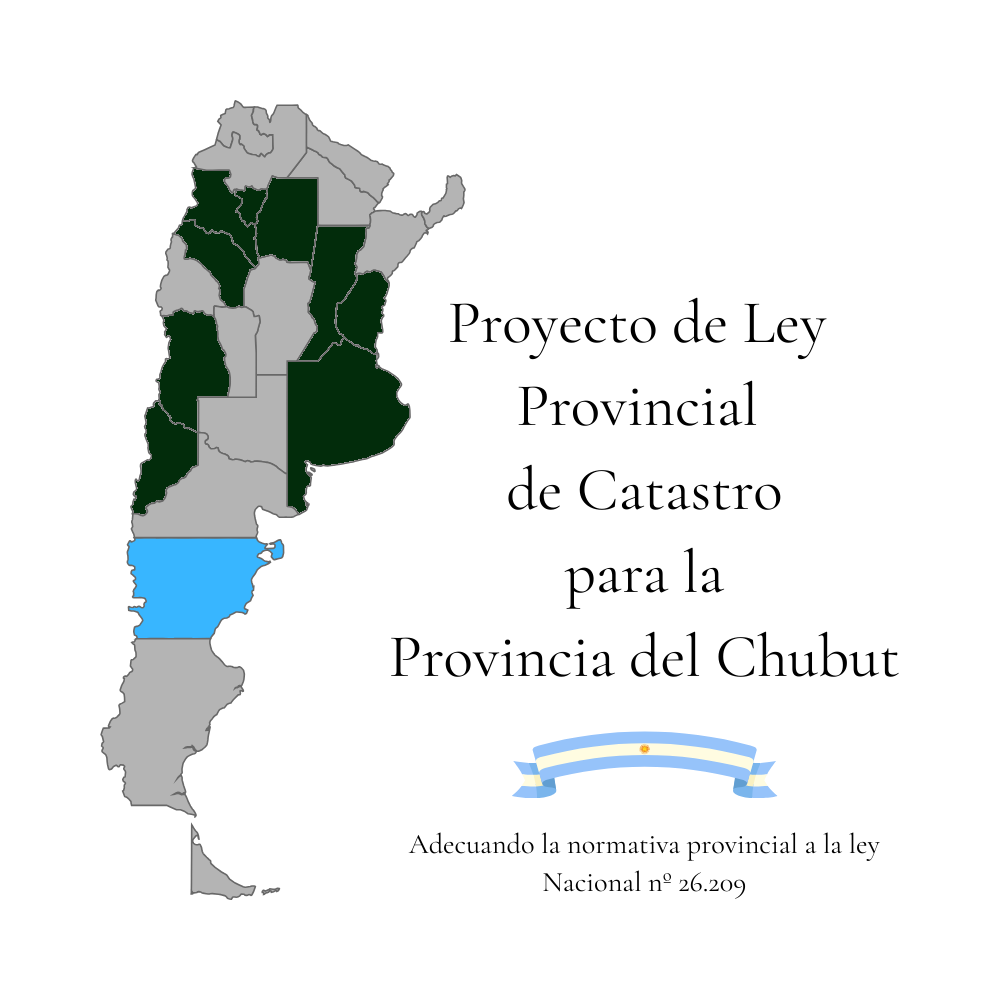 Proyecto de Ley
Provincial
de Catastro
para la
Provincia del Chubut
Adecuando la normativa provincial a la ley
Nacional nº 26.209